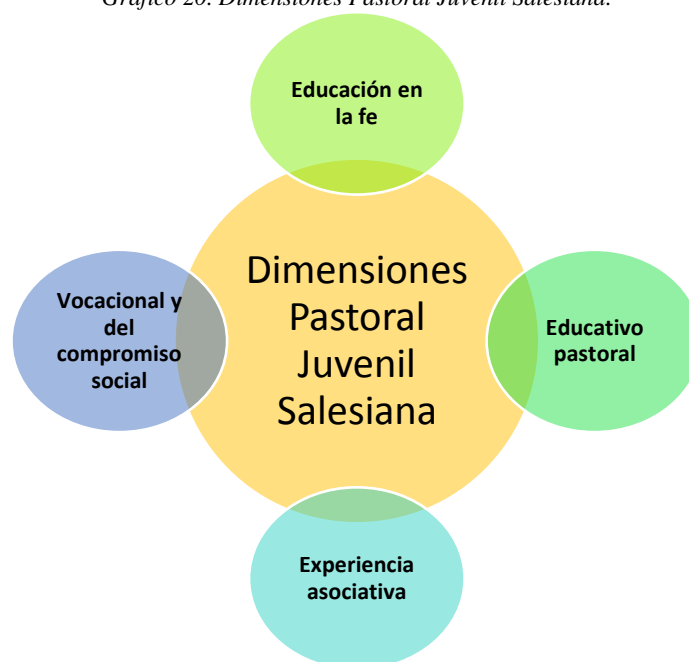 Gráfico 20. Dimensiones Pastoral Juvenil Salesiana.
Educación en
la fe
Dimensiones
Pastoral
Juvenil
Salesiana
Vocacional y
del
compromiso
social
Educativo
pastoral
Experiencia
asociativa